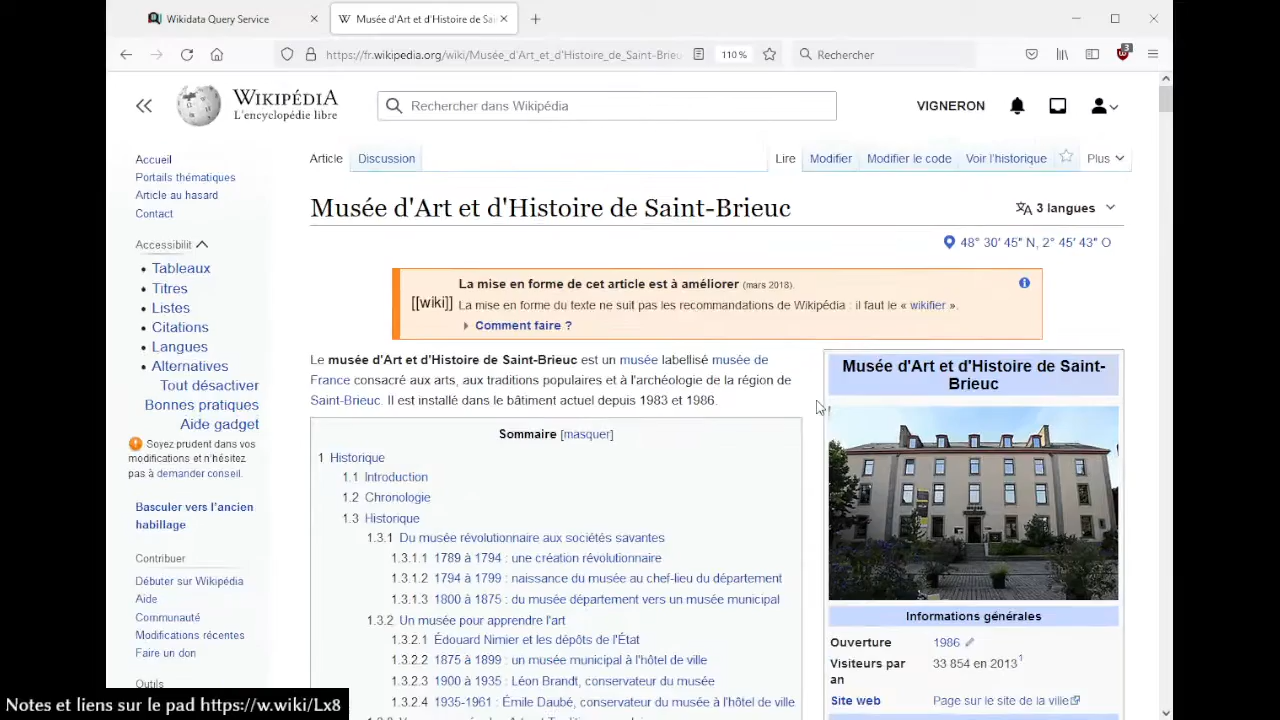 Wikidata Query Service
Musée d'Art et d'Histoire de Sai
https://fr.wikipedia.org/wiki/Musée_d'Art_et_d'Histoire_de_Saint-Brieu
110 %
Rechercher
3
WIKIPÉDIA
L'encyclopédie libre
Rechercher dans Wikipédia
VIGNERON
Accueil
Portails thématiques
Article au hasard
Contact
Accessibilit
Tableaux
Titres
Listes
Citations
Langues
Alternatives
Tout désactiver
Bonnes pratiques
Aide gadget
Soyez prudent dans vos
modifications et n'hésitez
pas à demander conseil.
Basculer vers l'ancien
habillage
Contribuer
Débuter sur Wikipédia
Aide
Communauté
Modifications récentes
Faire un don
Outils
Article
Discussion
Lire
Modifier
Modifier le code
Voir l'historique
Plus
Musée d'Art et d'Histoire de Saint-Brieuc
3 langues
48° 30′ 45″ N, 2° 45′ 43″ O
La mise en forme de cet article est à améliorer (mars 2018).
[[wiki]] La mise en forme du texte ne suit pas les recommandations de Wikipédia : il faut le « wikifier ».
Comment faire ?
Le musée d'Art et d'Histoire de Saint-Brieuc est un musée labellisé musée de
France consacré aux arts, aux traditions populaires et à l'archéologie de la région de
Saint-Brieuc. Il est installé dans le bâtiment actuel depuis 1983 et 1986.
Sommaire [masquer]
1 Historique
1.1 Introduction
1.2 Chronologie
1.3 Historique
1.3.1 Du musée révolutionnaire aux sociétés savantes
1.3.1.1 1789 à 1794 : une création révolutionnaire
1.3.1.2 1794 à 1799 : naissance du musée au chef-lieu du département
1.3.1.3 1800 à 1875 : du musée département vers un musée municipal
1.3.2 Un musée pour apprendre l'art
1.3.2.1 Édouard Nimier et les dépôts de l'État
1.3.2.2 1875 à 1899 : un musée municipal à l'hôtel de ville
1.3.2.3 1900 à 1935 : Léon Brandt, conservateur du musée
1.3.2.4 1935-1961 : Émile Daubé, conservateur du musée à l'hôtel de ville
Musée d'Art et d'Histoire de Saint-
Brieuc
Informations générales
Ouverture 1986
Visiteurs par 33 854 en 2013¹
an
Site web Page sur le site de la ville
Notes et liens sur le pad https://w.wiki/Lx8